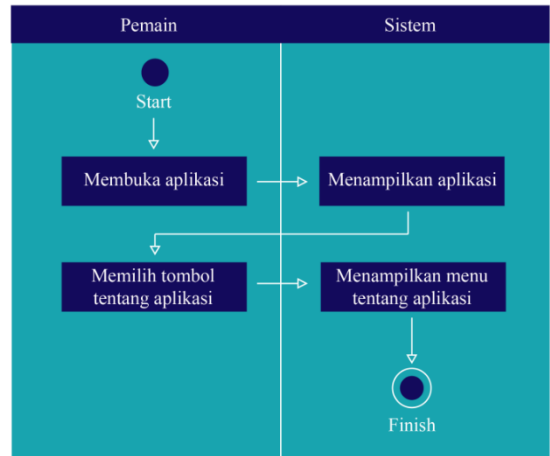 Pemain
Sistem
Start
Membuka aplikasi
Menampilkan aplikasi
Memilih tombol
tentang aplikasi
Menampilkan menu
tentang aplikasi
Finish